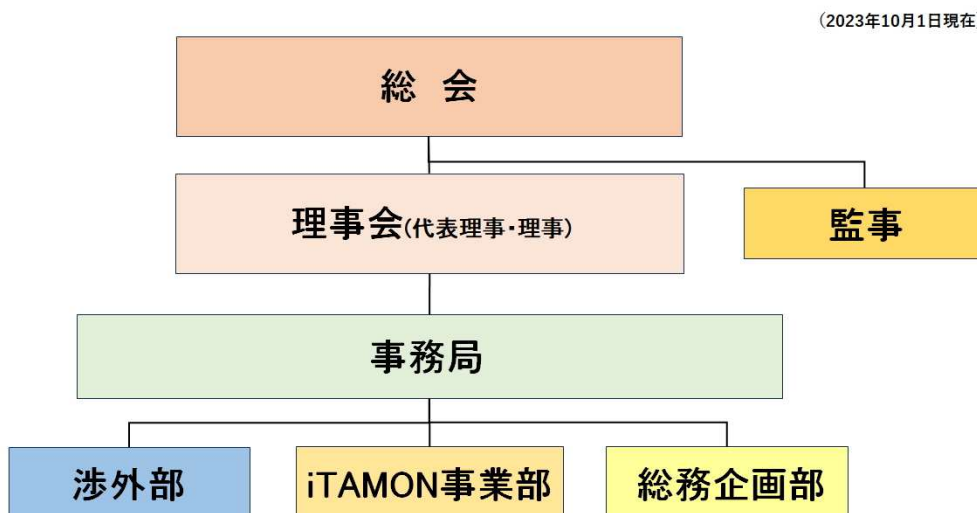 (2023年10月1日現在)
総 会
理事会(代表理事・理事)
監事
事務局
渉外部
iTAMON事業部
総務企画部